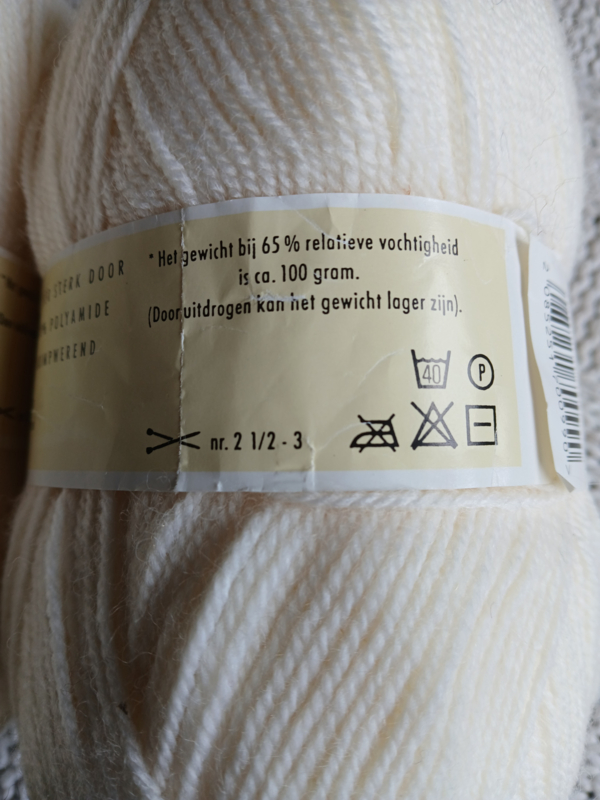 STERK DOOR
% POLYAMIDE
* Het gewicht bij 65 % relatieve vochtigheid
is ca. 100 gram.
(Door uitdrogen kan het gewicht lager zijn).
40
P
nr. 2 1/2 - 3